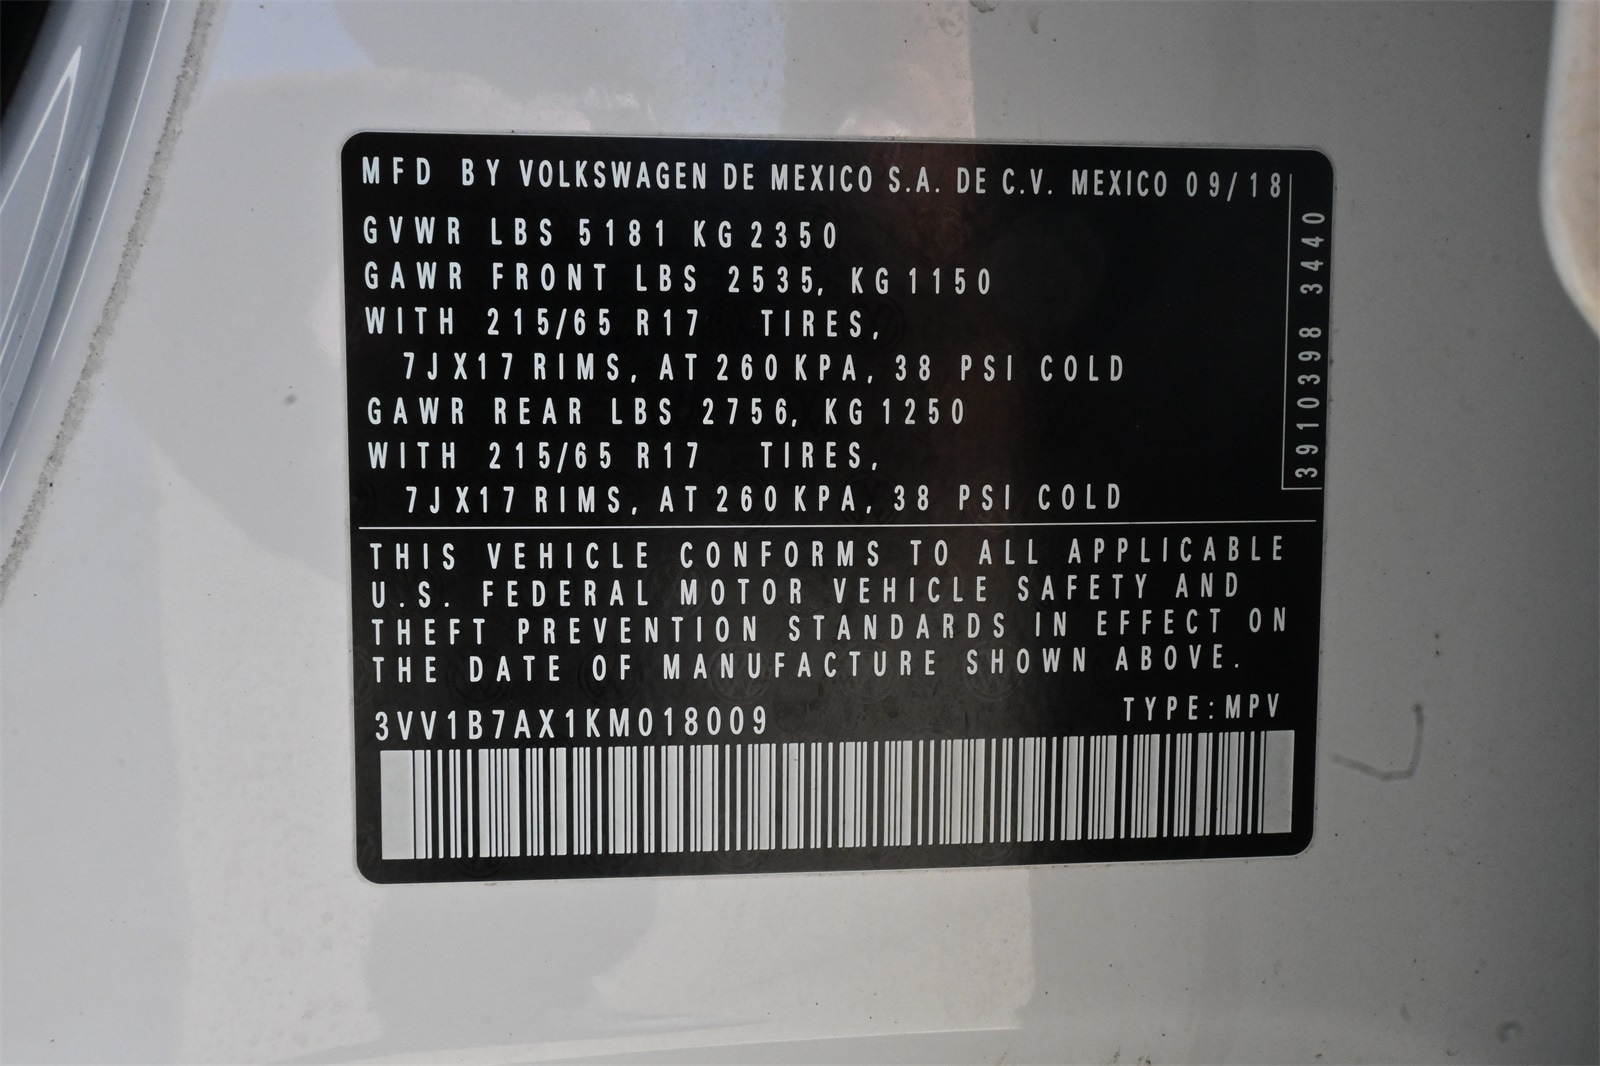 MFD BY VOLKSWAGEN DE MEXICO S.A. DE C.V. MEXICO 09/18
GVWR LBS 5181 KG 2350
GAWR FRONT LBS 2535, KG 1150
WITH 215/65 R17 TIRES,
7JX17 RIMS, AT 260 KPA, 38 PSI COLD
GAWR REAR LBS 2756, KG 1250
WITH 215/65 R17 TIRES,
7JX17 RIMS, AT 260 KPA, 38 PSI COLD
3910398 3440
THIS VEHICLE CONFORMS TO ALL APPLICABLE
U.S. FEDERAL MOTOR VEHICLE SAFETY AND
THEFT PREVENTION STANDARDS IN EFFECT ON
THE DATE OF MANUFACTURE SHOWN ABOVE.
3VV1B7AX1KM018009
TYPE:MPV